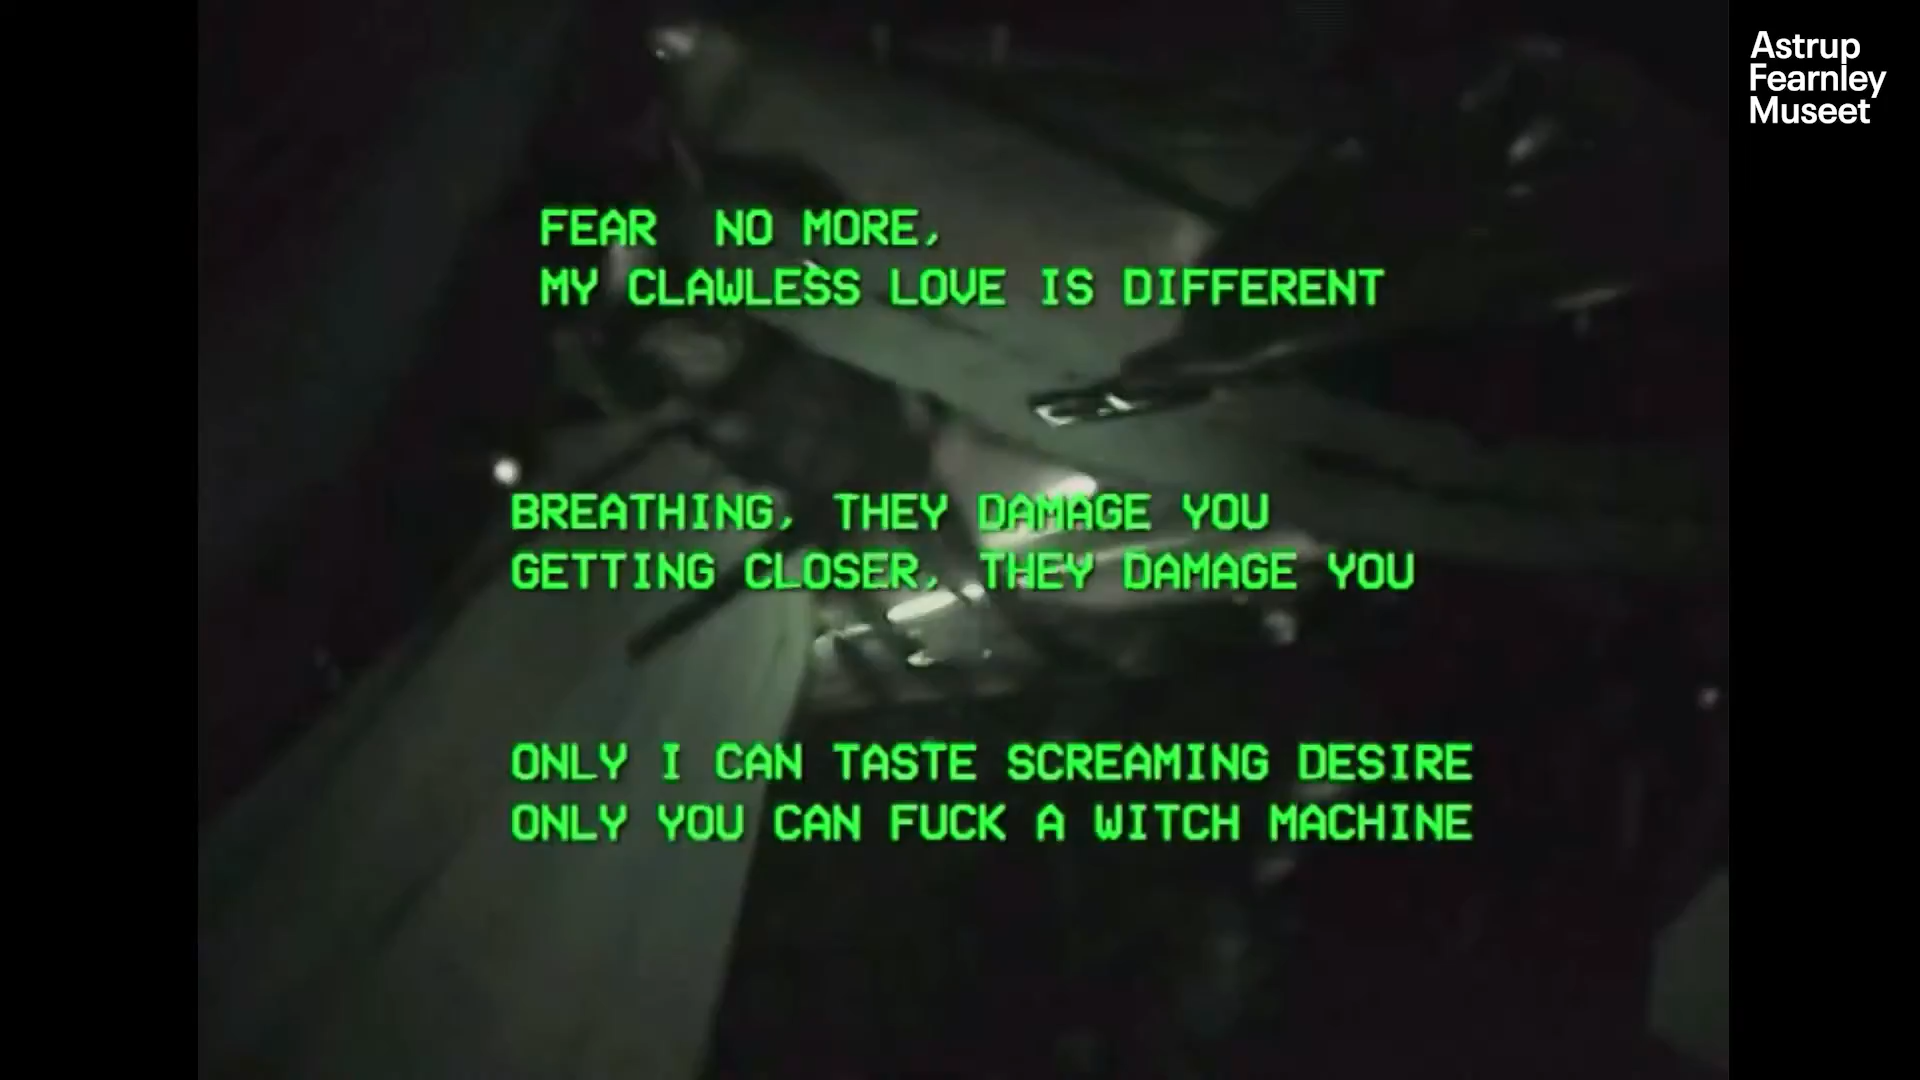 Astrup
Fearnley
Museet
FEAR  NO MORE,
MY CLAWLESS LOVE IS DIFFERENT
BREATHING, THEY DAMAGE YOU
GETTING CLOSER, THEY DAMAGE YOU
ONLY I CAN TASTE SCREAMING DESIRE
ONLY YOU CAN FUCK A WITCH MACHINE